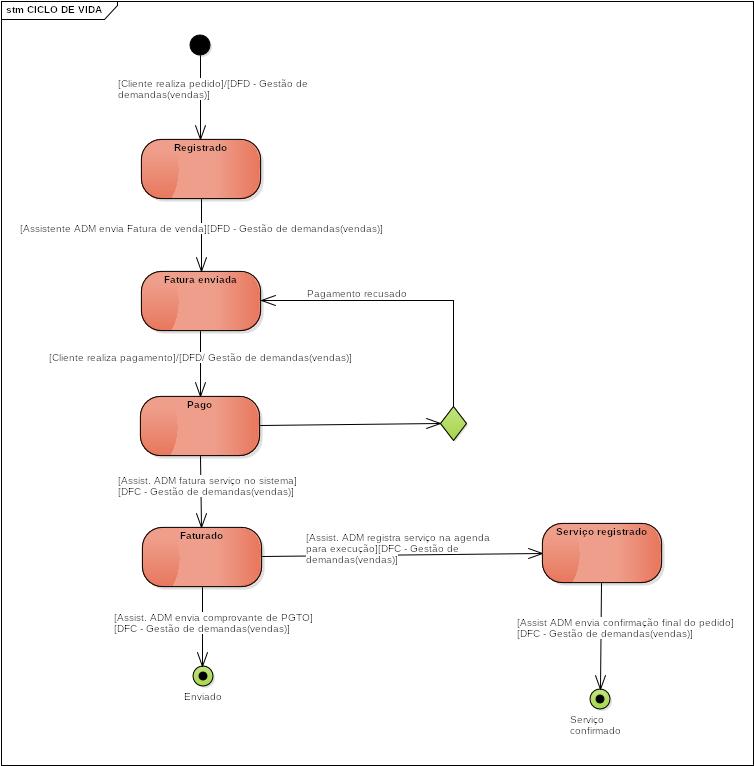 stm CICLO DE VIDA
[Cliente realiza pedido]/[DFD - Gestão de
demandas(vendas)]
Registrado
[Assistente ADM envia Fatura de venda][DFD - Gestão de demandas(vendas)]
Fatura enviada
Pagamento recusado
[Cliente realiza pagamento]/[DFD/ Gestão de demandas(vendas)]
Pago
[Assist. ADM fatura serviço no sistema]
[DFC - Gestão de demandas(vendas)]
Faturado
[Assist. ADM registra serviço na agenda
para execução][DFC - Gestão de
demandas(vendas)]
Serviço registrado
[Assist. ADM envia comprovante de PGTO]
[DFC - Gestão de demandas(vendas)]
[Assist ADM envia confirmação final do pedido]
[DFC - Gestão de demandas(vendas)]
Enviado
Serviço
confirmado